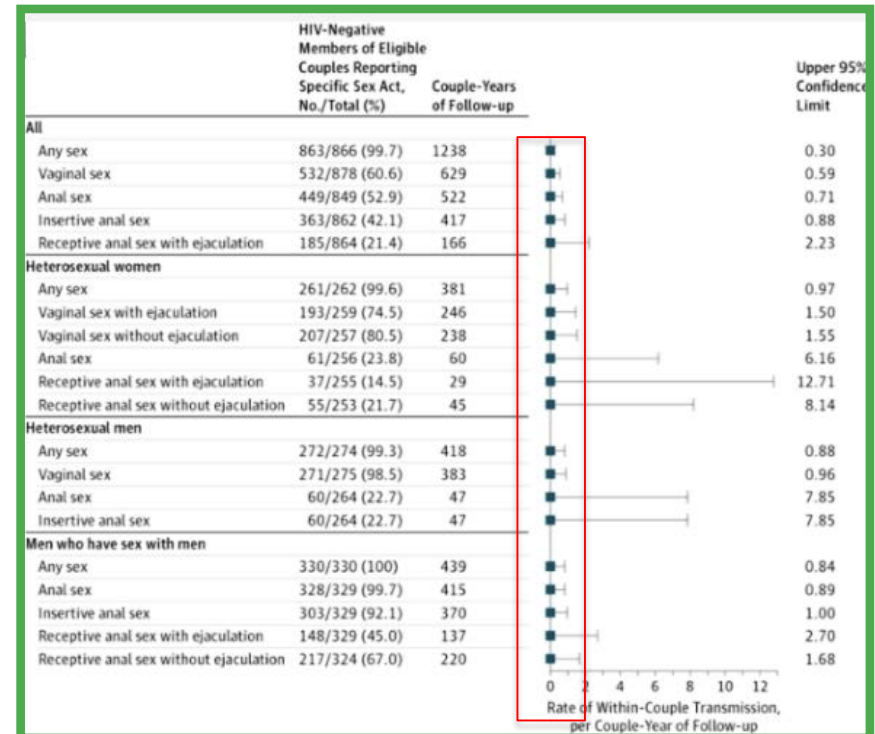 HIV-Negative
Members of Eligible
Couples Reporting
Specific Sex Act,
No./Total (%)
Couple-Years
of Follow-up
Upper 95%
Confidence
Limit
All
Any sex 863/866 (99.7) 1238 0.30
Vaginal sex 532/878 (60.6) 629 0.59
Anal sex 449/849 (52.9) 522 0.71
Insertive anal sex 363/862 (42.1) 417 0.88
Receptive anal sex with ejaculation 185/864 (21.4) 166 2.23
Heterosexual women
Any sex 261/262 (99.6) 381 0.97
Vaginal sex with ejaculation 193/259 (74.5) 246 1.50
Vaginal sex without ejaculation 207/257 (80.5) 238 1.55
Anal sex 61/256 (23.8) 60 6.16
Receptive anal sex with ejaculation 37/255 (14.5) 29 12.71
Receptive anal sex without ejaculation 55/253 (21.7) 45 8.14
Heterosexual men
Any sex 272/274 (99.3) 418 0.88
Vaginal sex 271/275 (98.5) 383 0.96
Anal sex 60/264 (22.7) 47 7.85
Insertive anal sex 60/264 (22.7) 47 7.85
Men who have sex with men
Any sex 330/330 (100) 439 0.84
Anal sex 328/329 (99.7) 415 0.89
Insertive anal sex 303/329 (92.1) 370 1.00
Receptive anal sex with ejaculation 148/329 (45.0) 137 2.70
Receptive anal sex without ejaculation 217/324 (67.0) 220 1.68
0 2 4 6 8 10 12
Rate of Within-Couple Transmission,
per Couple-Year of Follow-up